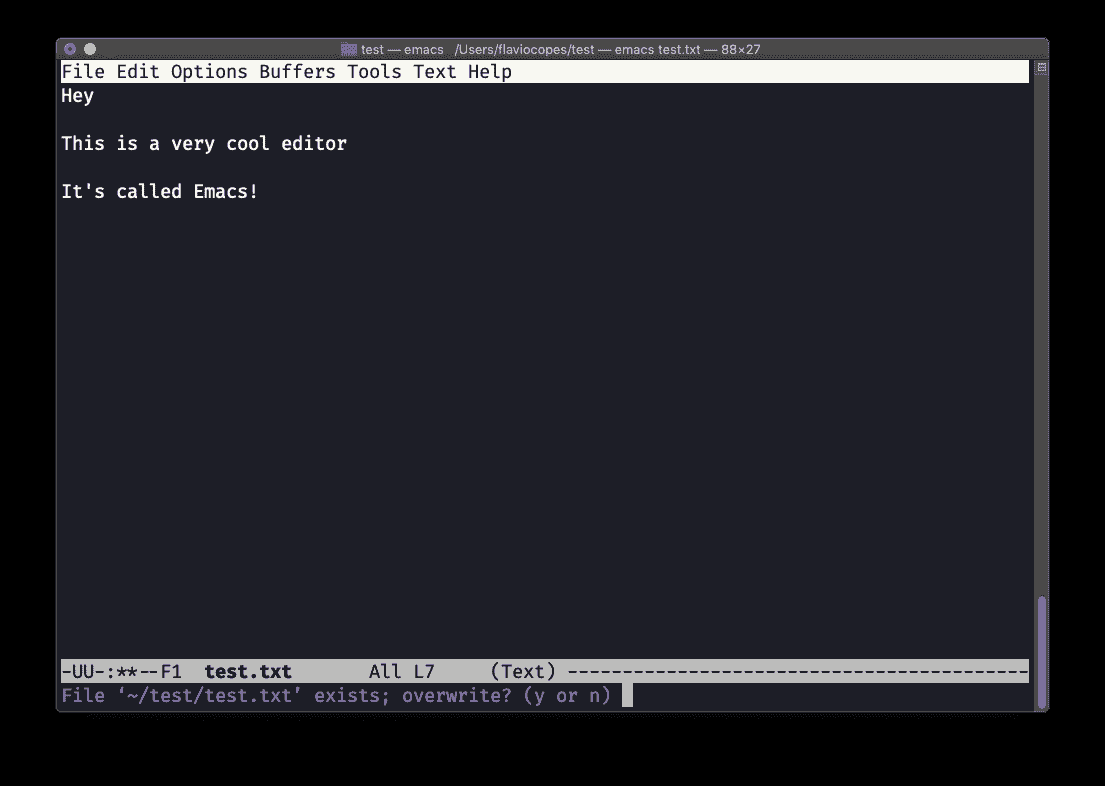 test — emacs /Users/flaviocopes/test — emacs test.txt — 88×27
File Edit Options Buffers Tools Text Help
Hey
This is a very cool editor
It's called Emacs!
-UU-:**--F1 test.txt All L7 (Text) ------------------------------------------
File ‘~/test/test.txt’ exists; overwrite? (y or n)